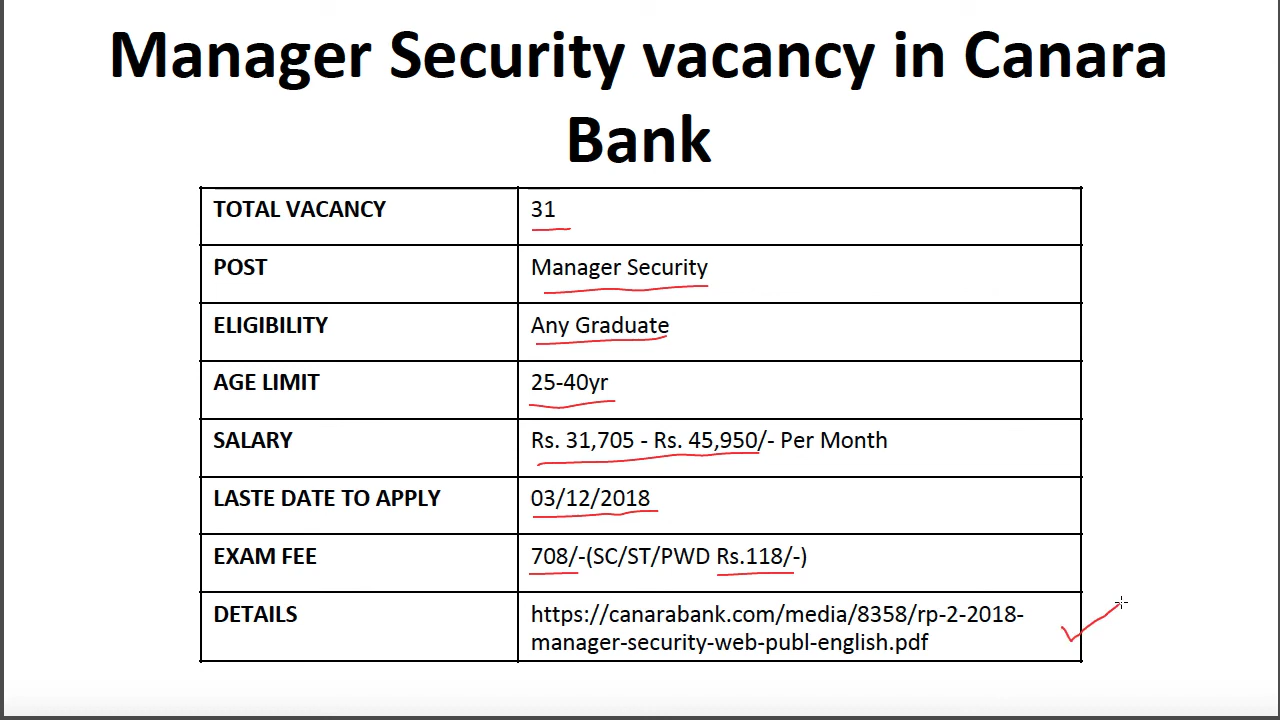 Manager Security vacancy in Canara
Bank
TOTAL VACANCY 31
POST Manager Security
ELIGIBILITY Any Graduate
AGE LIMIT 25-40yr
SALARY Rs. 31,705 - Rs. 45,950/- Per Month
LASTE DATE TO APPLY 03/12/2018
EXAM FEE 708/-(SC/ST/PWD Rs.118/-)
DETAILS https://canarabank.com/media/8358/rp-2-2018-
manager-security-web-publ-english.pdf